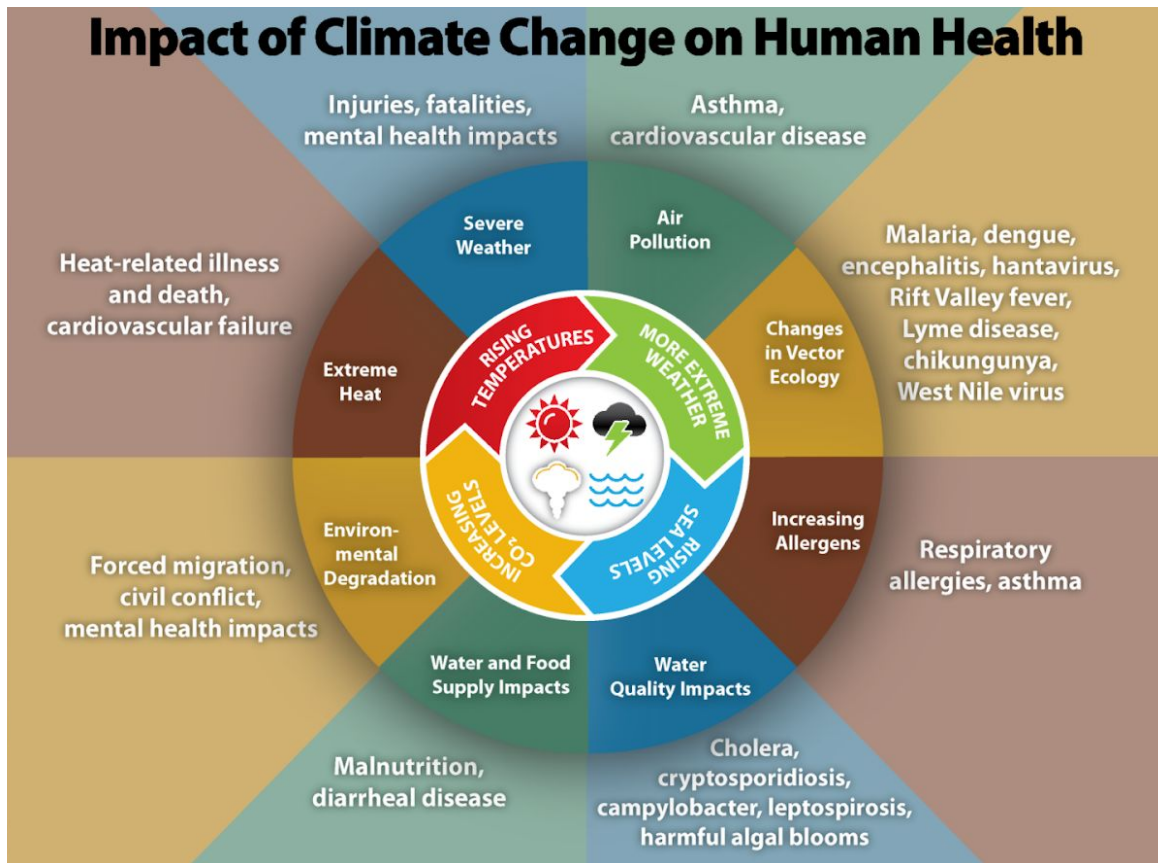 Impact of Climate Change on Human Health
Injuries, fatalities,
mental health impacts
Asthma,
cardiovascular disease
Severe
Weather
Air
Pollution
Heat-related illness
and death,
cardiovascular failure
Malaria, dengue,
encephalitis, hantavirus,
Rift Valley fever,
Lyme disease,
chikungunya,
West Nile virus
Extreme
Heat
Changes
in Vector
Ecology
RISING
TEMPERATURES
MORE EXTREME
WEATHER
INCREASING
CO₂ LEVELS
RISING
SEA LEVELS
Environ-
mental
Degradation
Increasing
Allergens
Forced migration,
civil conflict,
mental health impacts
Respiratory
allergies, asthma
Water and Food
Supply Impacts
Water
Quality Impacts
Malnutrition,
diarrheal disease
Cholera,
cryptosporidiosis,
campylobacter, leptospirosis,
harmful algal blooms